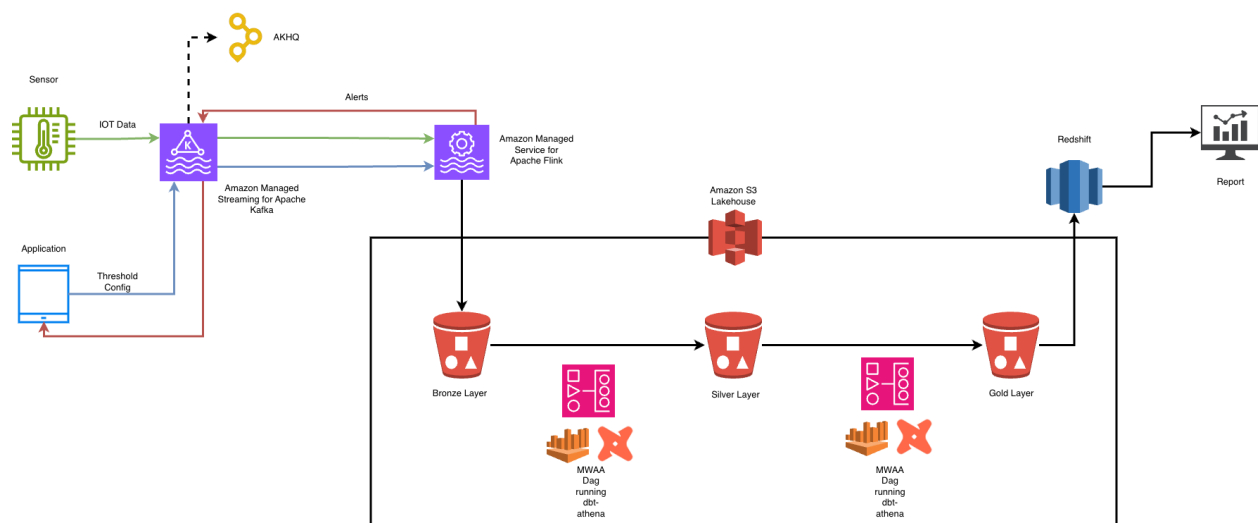 AKHQ
Sensor
IOT Data
Alerts
K
Amazon Managed
Service for
Apache Flink
Amazon Managed
Streaming for Apache
Kafka
Redshift
Report
Amazon S3
Lakehouse
Application
Threshold
Config
Bronze Layer
Silver Layer
Gold Layer
MWAA
Dag
running
dbt-
athena
MWAA
Dag
running
dbt-
athena